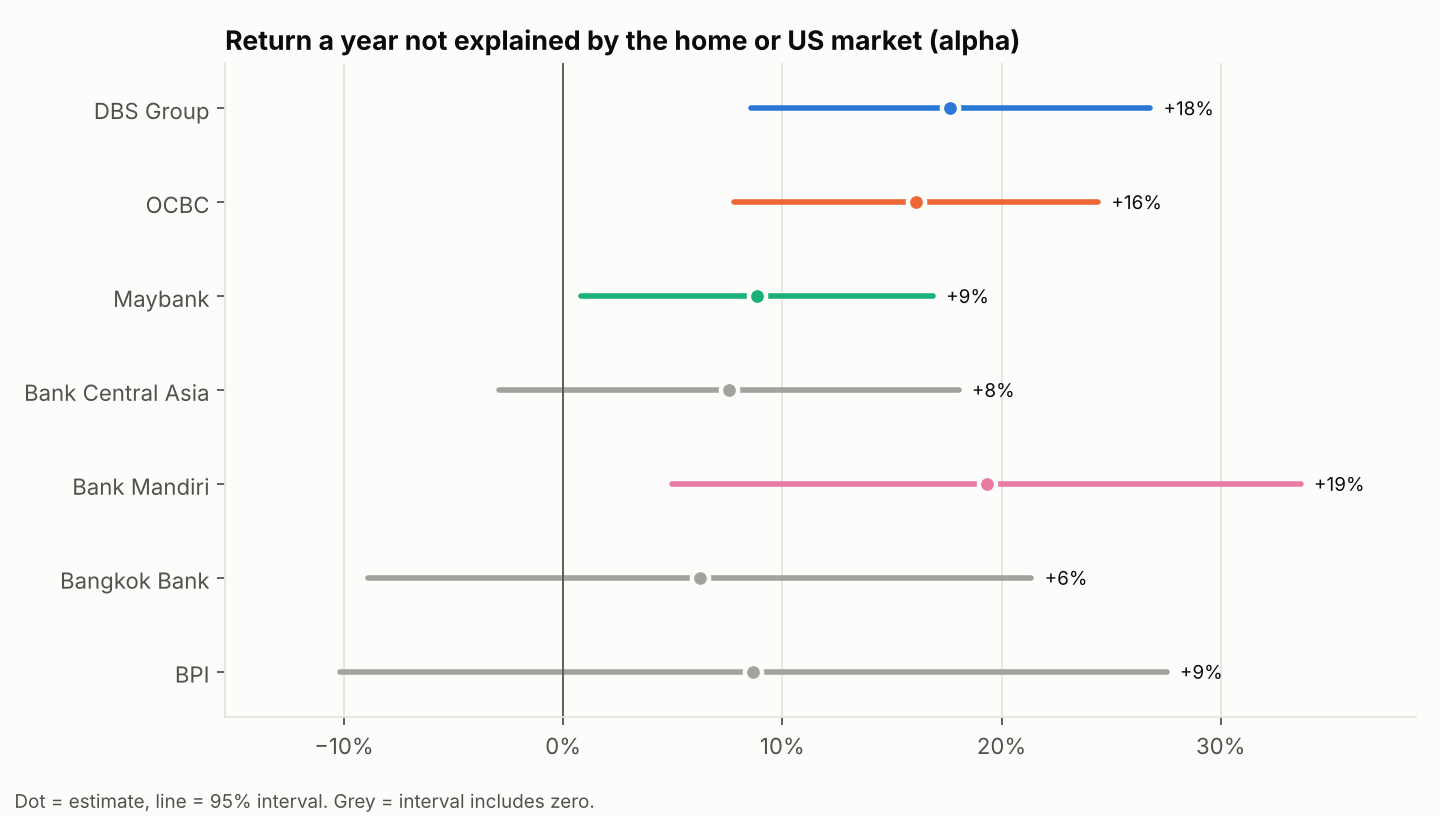 Return a year not explained by the home or US market (alpha)
DBS Group
+18%
OCBC
+16%
Maybank
+9%
Bank Central Asia
+8%
Bank Mandiri
+19%
Bangkok Bank
+6%
BPI
+9%
−10%
0%
10%
20%
30%
Dot = estimate, line = 95% interval. Grey = interval includes zero.